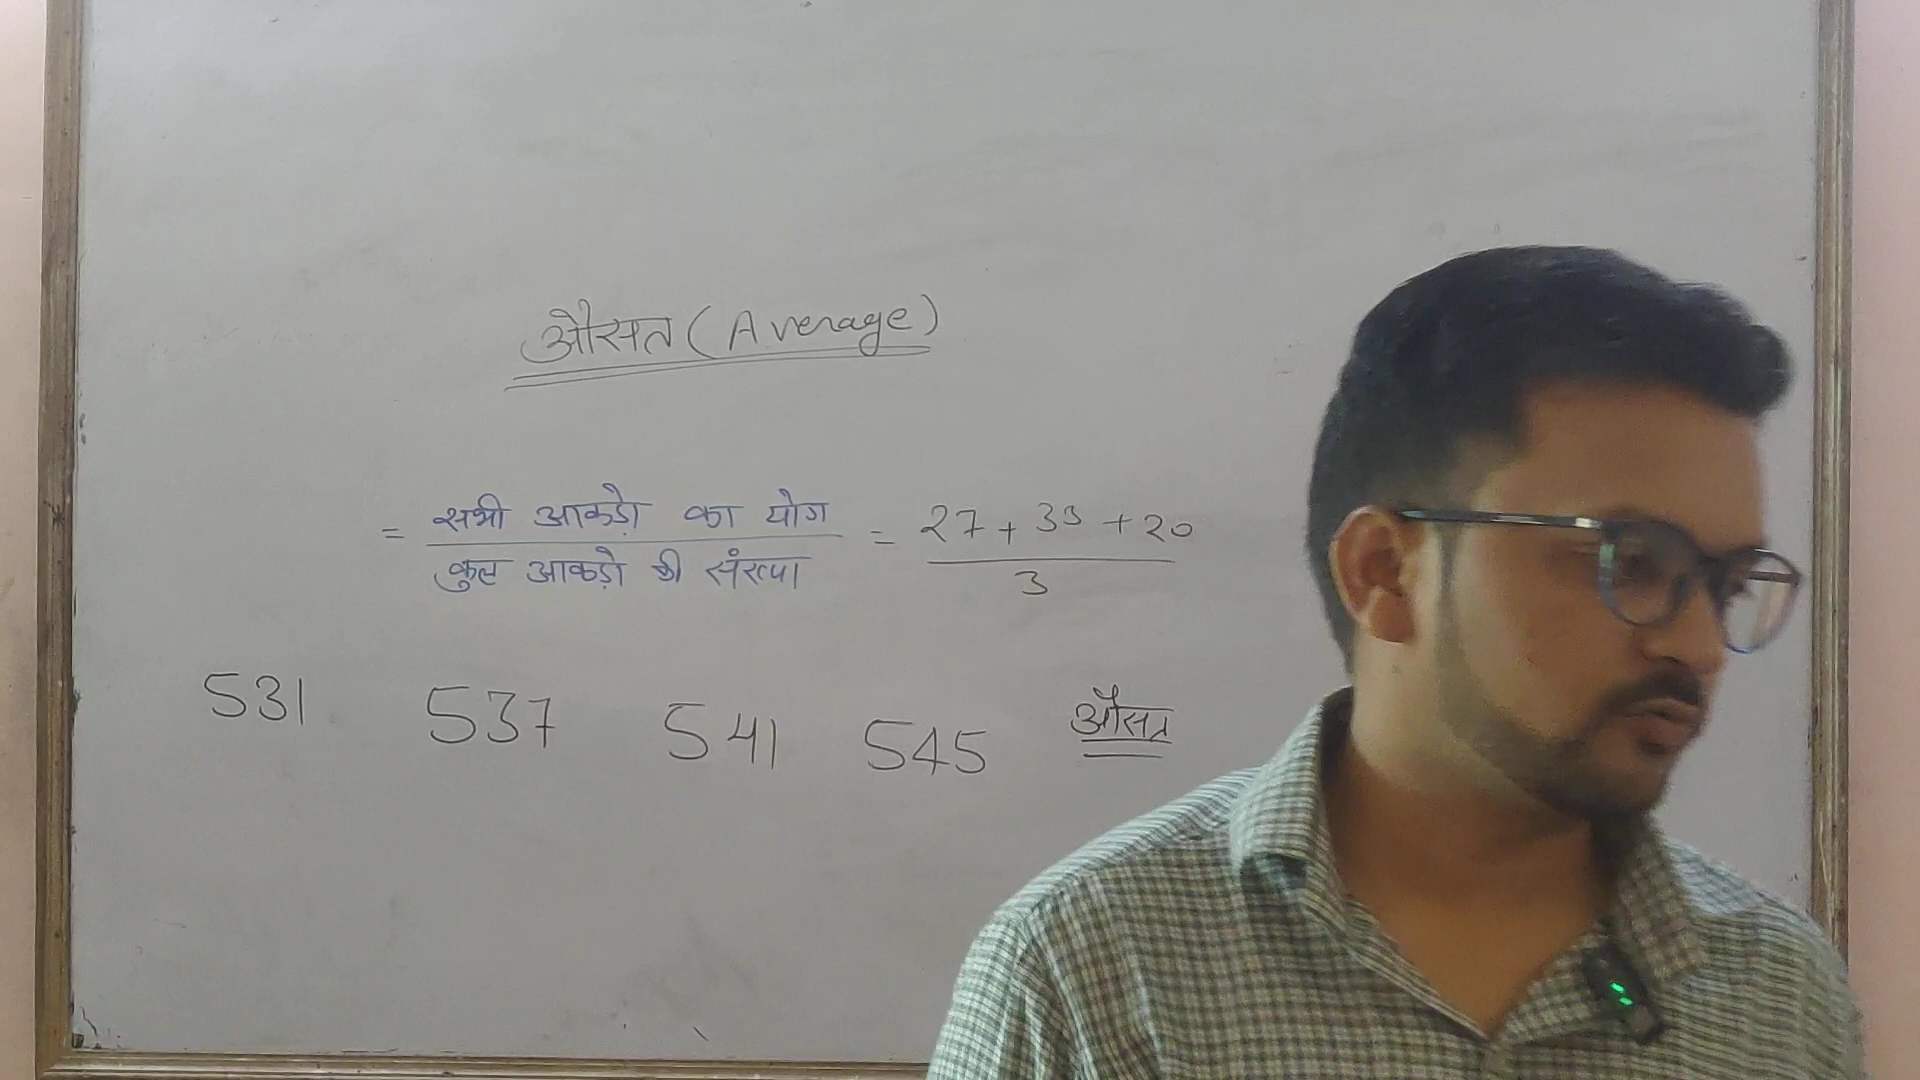 औसत (Average)
= सभी आकड़ो का योग / कुल आकड़ो की संख्या = 27 + 33 + 20 / 3
531 537 541 545 औसत